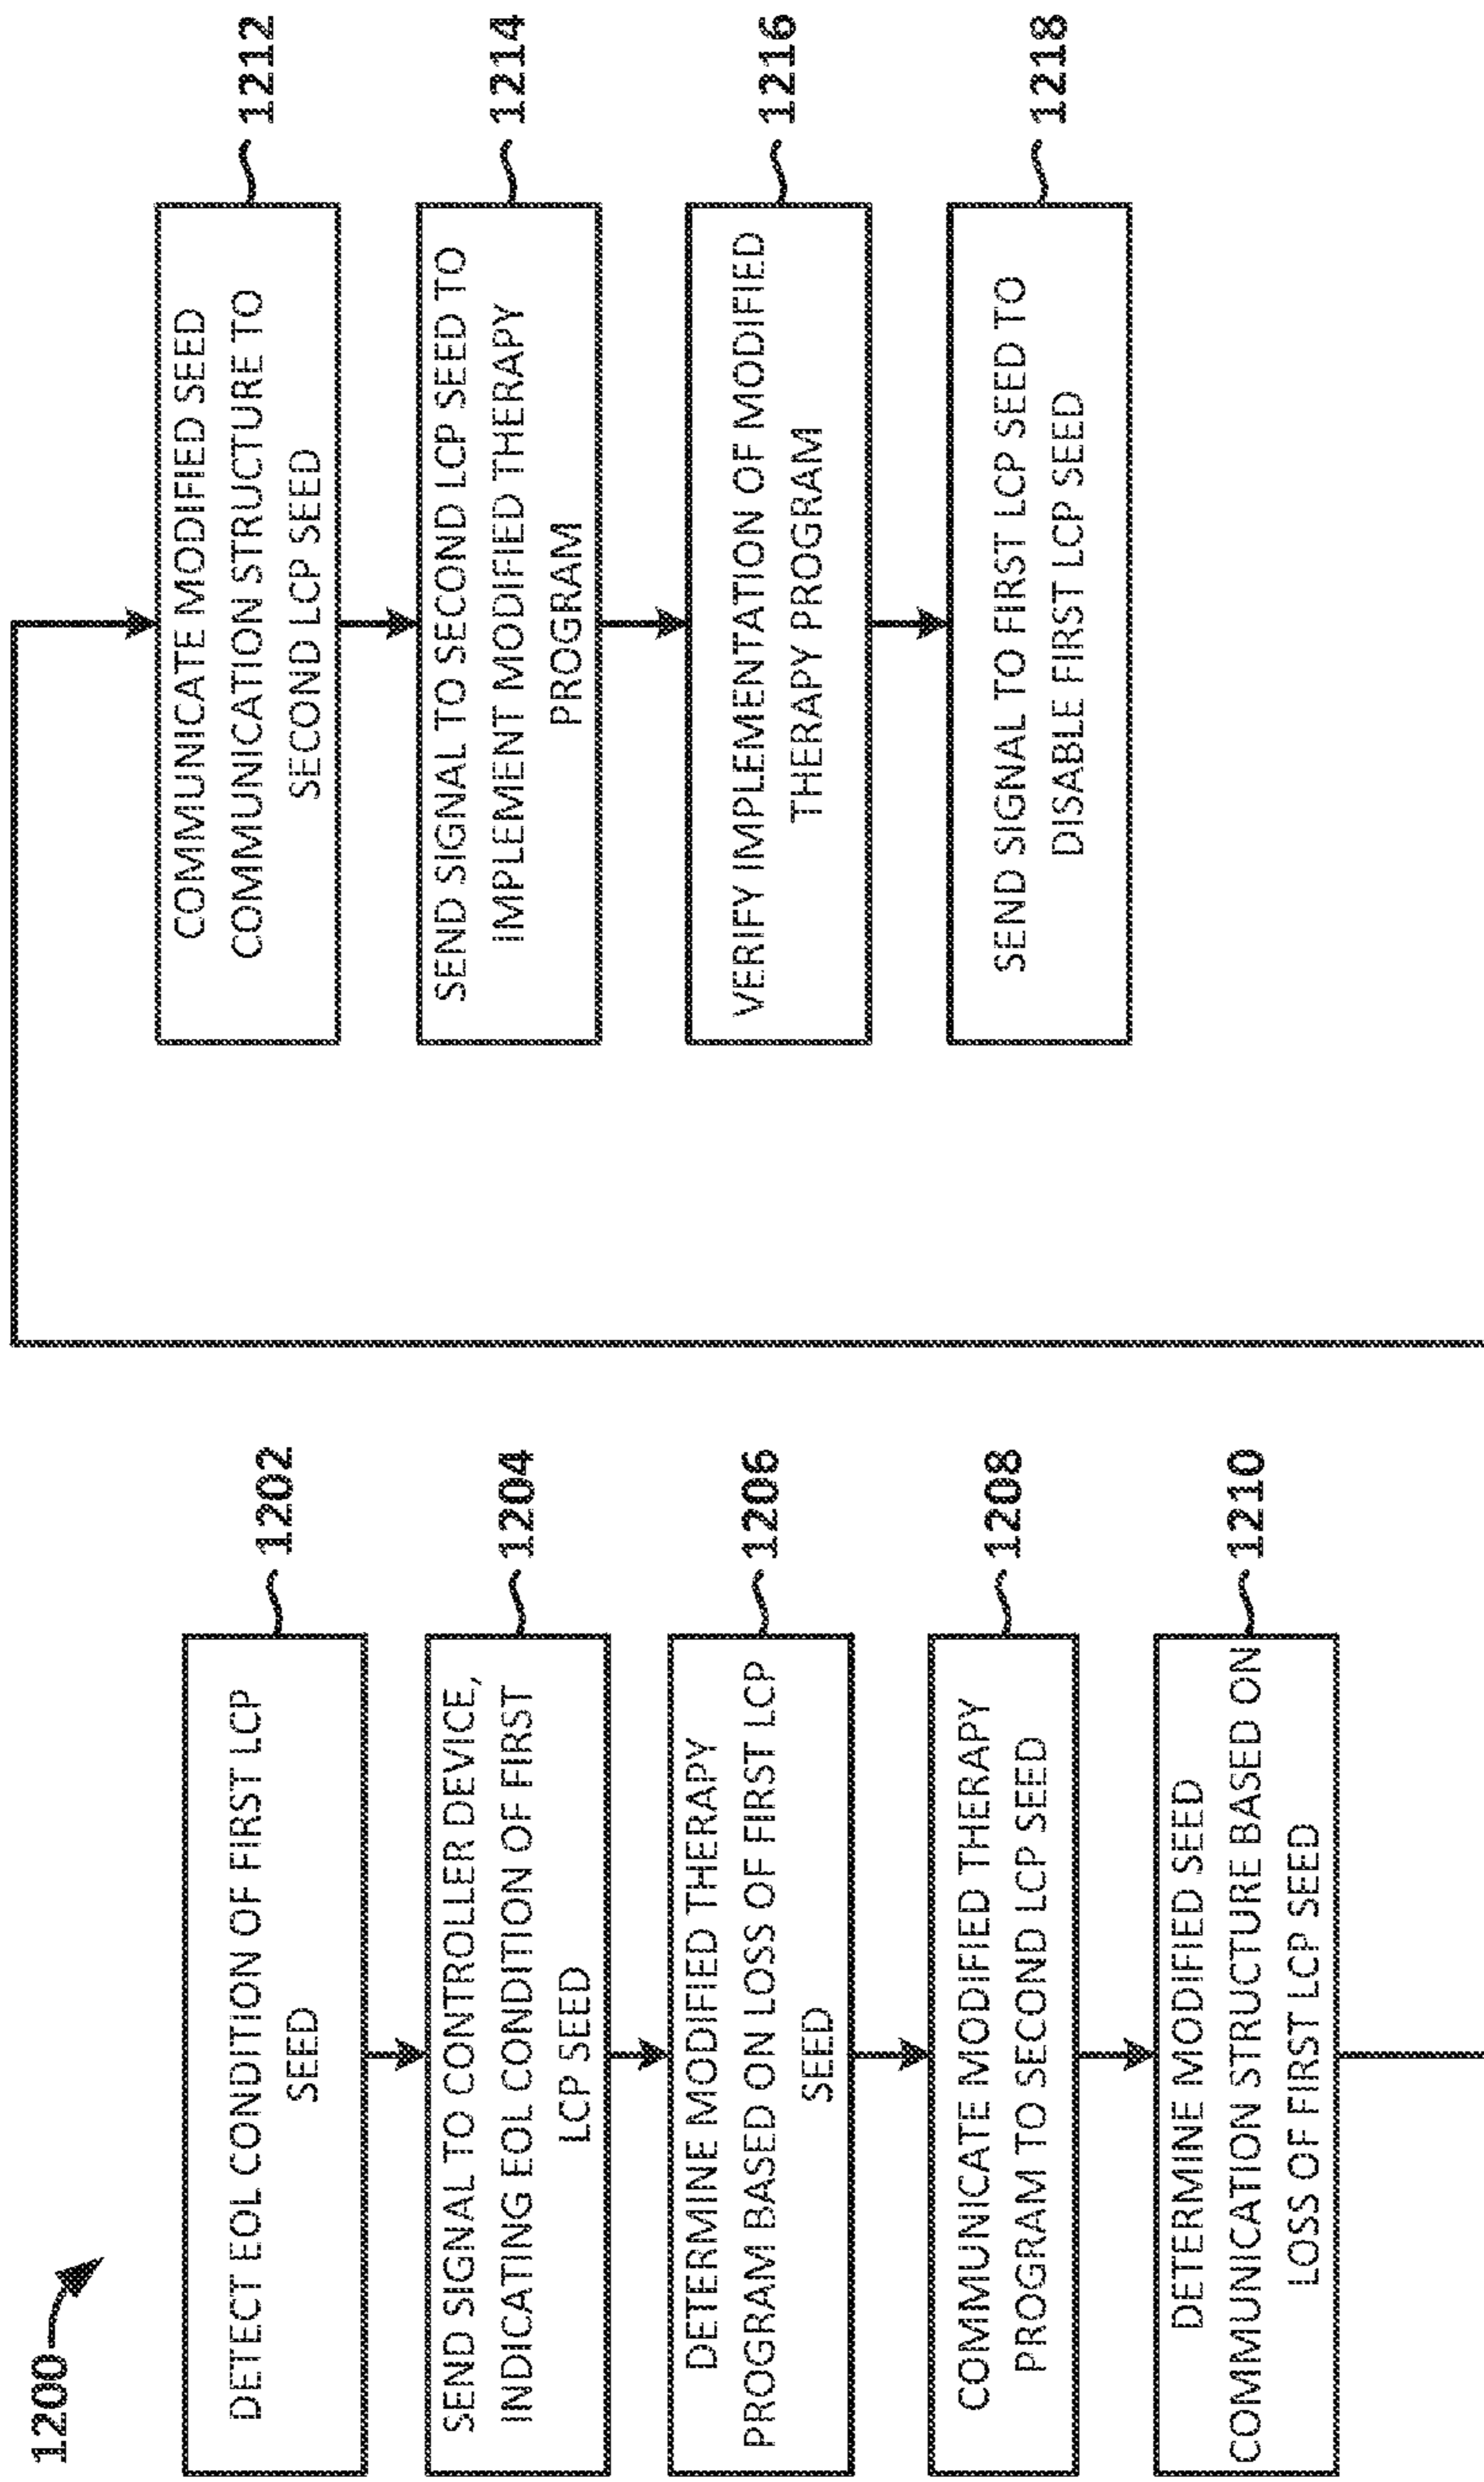 1200
DETECT EOL CONDITION OF FIRST LCP
SEED
1202
SEND SIGNAL TO CONTROLLER DEVICE,
INDICATING EOL CONDITION OF FIRST
LCP SEED
1204
DETERMINE MODIFIED THERAPY
PROGRAM BASED ON LOSS OF FIRST LCP
SEED
1206
COMMUNICATE MODIFIED THERAPY
PROGRAM TO SECOND LCP SEED
1208
DETERMINE MODIFIED SEED
COMMUNICATION STRUCTURE BASED ON
LOSS OF FIRST LCP SEED
1210
COMMUNICATE MODIFIED SEED
COMMUNICATION STRUCTURE TO
SECOND LCP SEED
1212
SEND SIGNAL TO SECOND LCP SEED TO
IMPLEMENT MODIFIED THERAPY
PROGRAM
1214
VERIFY IMPLEMENTATION OF MODIFIED
THERAPY PROGRAM
1216
SEND SIGNAL TO FIRST LCP SEED TO
DISABLE FIRST LCP SEED
1218